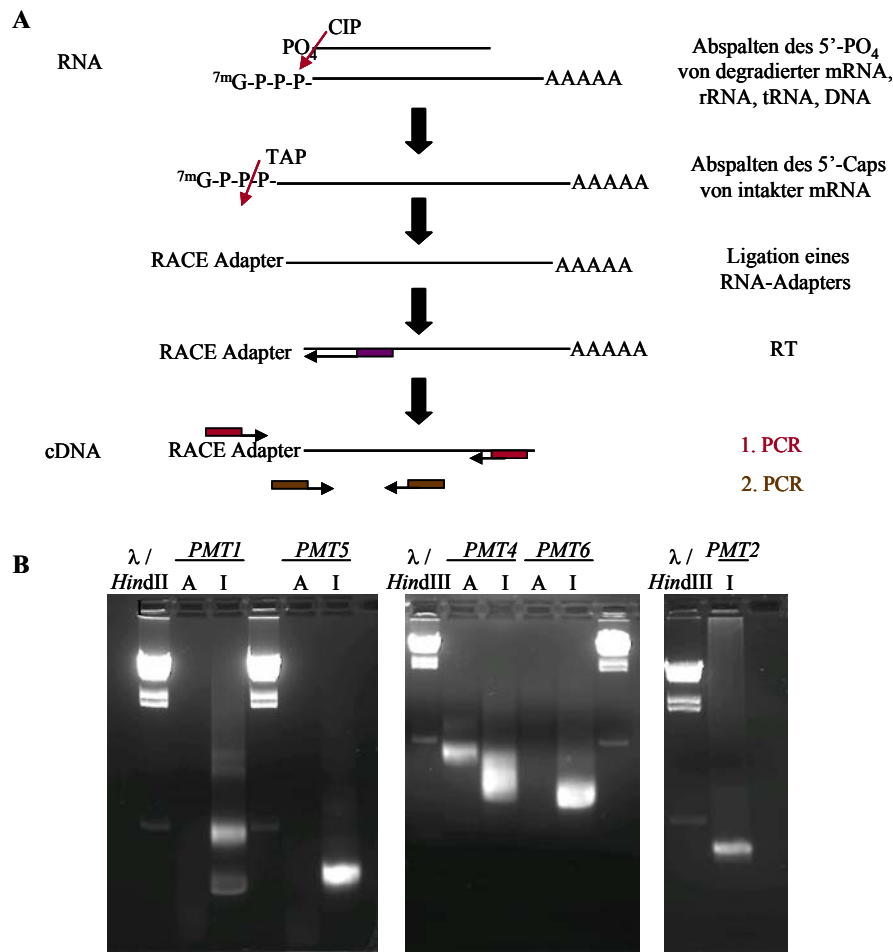 A
CIP
PO4
RNA
7mG-P-P-P-
AAAAA
Abspalten des 5’-PO4
von degradierter mRNA,
rRNA, tRNA, DNA
TAP
7mG-P-P-P-
AAAAA
Abspalten des 5’-Caps
von intakter mRNA
RACE Adapter
AAAAA
Ligation eines
RNA-Adapters
RACE Adapter
AAAAA
RT
cDNA
RACE Adapter
1. PCR
2. PCR
B
λ / PMT1 PMT5
HindII A I A I
λ / PMT4 PMT6
HindIII A I A I
λ / PMT2
HindIII I